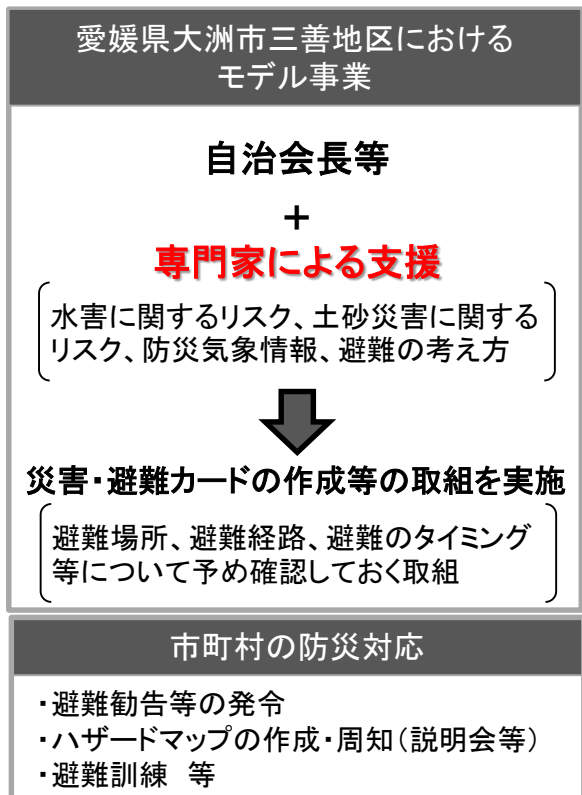 愛媛県大洲市三善地区における
モデル事業
自治会長等
+
専門家による支援
水害に関するリスク、土砂災害に関する
リスク、防災気象情報、避難の考え方
災害・避難カードの作成等の取組を実施
避難場所、避難経路、避難のタイミング
等について予め確認しておく取組
市町村の防災対応
・避難勧告等の発令
・ハザードマップの作成・周知(説明会等)
・避難訓練 等